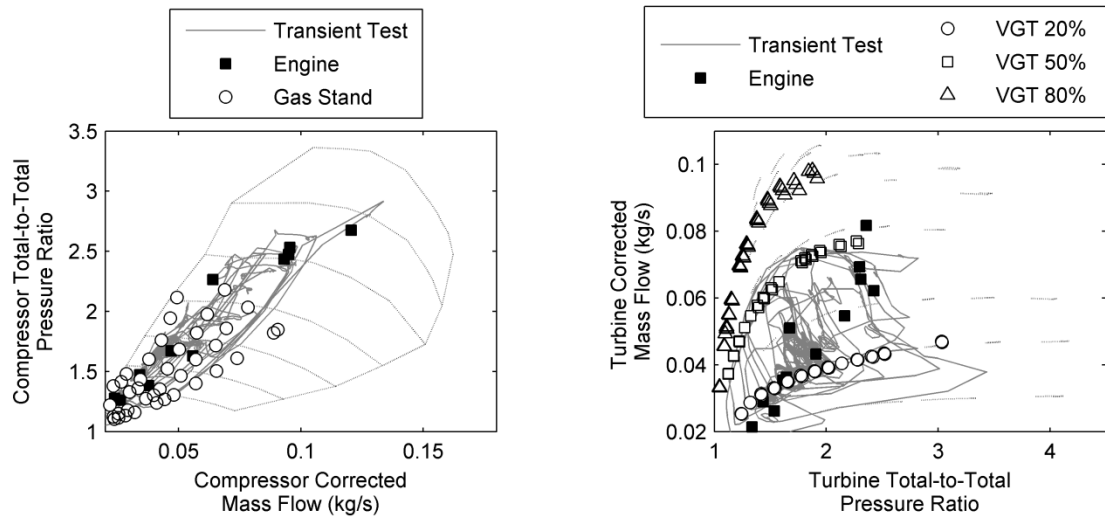 Transient Test
Engine
Gas Stand
3.5
3
2.5
2
1.5
1
0.05
0.1
0.15
Compressor Total-to-Total
Pressure Ratio
Compressor Corrected
Mass Flow (kg/s)
Transient Test
Engine
VGT 20%
VGT 50%
VGT 80%
0.1
0.08
0.06
0.04
0.02
1
2
3
4
Turbine Corrected
Mass Flow (kg/s)
Turbine Total-to-Total
Pressure Ratio